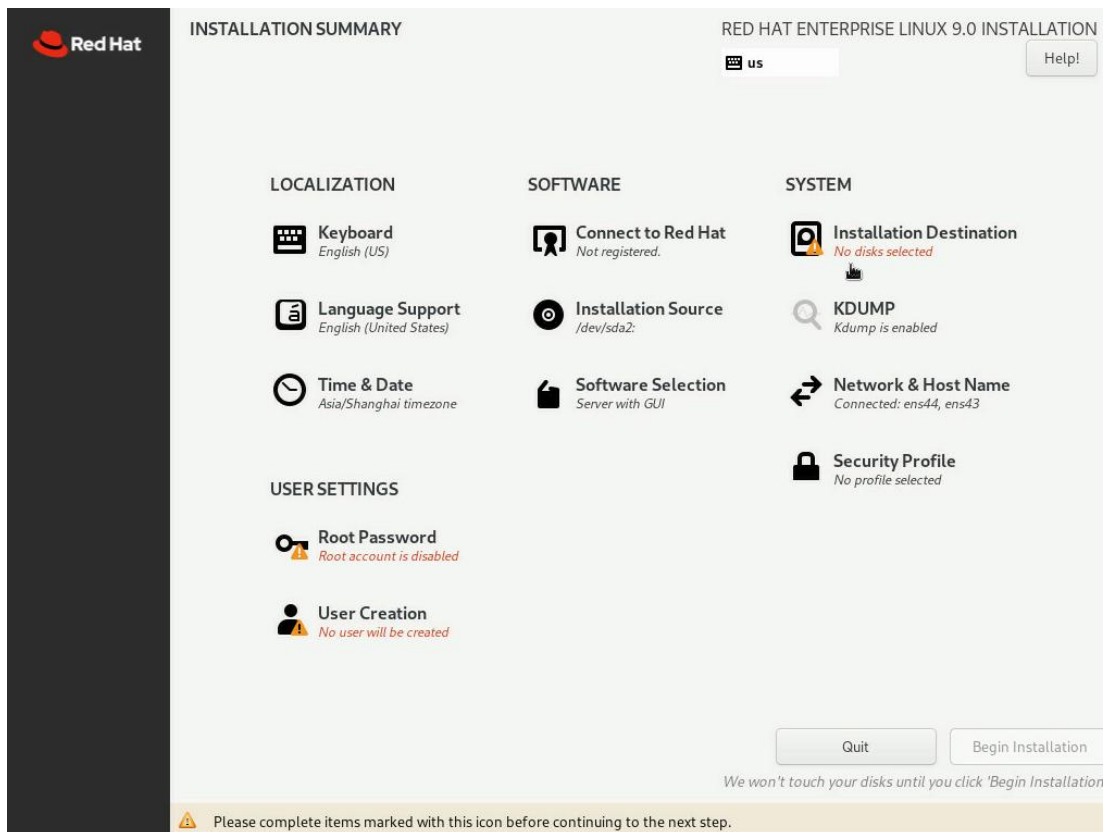 Red Hat
INSTALLATION SUMMARY
RED HAT ENTERPRISE LINUX 9.0 INSTALLATION
us
Help!
LOCALIZATION
Keyboard
English (US)
Language Support
English (United States)
Time & Date
Asia/Shanghai timezone
SOFTWARE
Connect to Red Hat
Not registered.
Installation Source
/dev/sda2:
Software Selection
Server with GUI
SYSTEM
Installation Destination
No disks selected
KDUMP
Kdump is enabled
Network & Host Name
Connected: ens44, ens43
Security Profile
No profile selected
USER SETTINGS
Root Password
Root account is disabled
User Creation
No user will be created
Quit
Begin Installation
We won't touch your disks until you click 'Begin Installation
Please complete items marked with this icon before continuing to the next step.